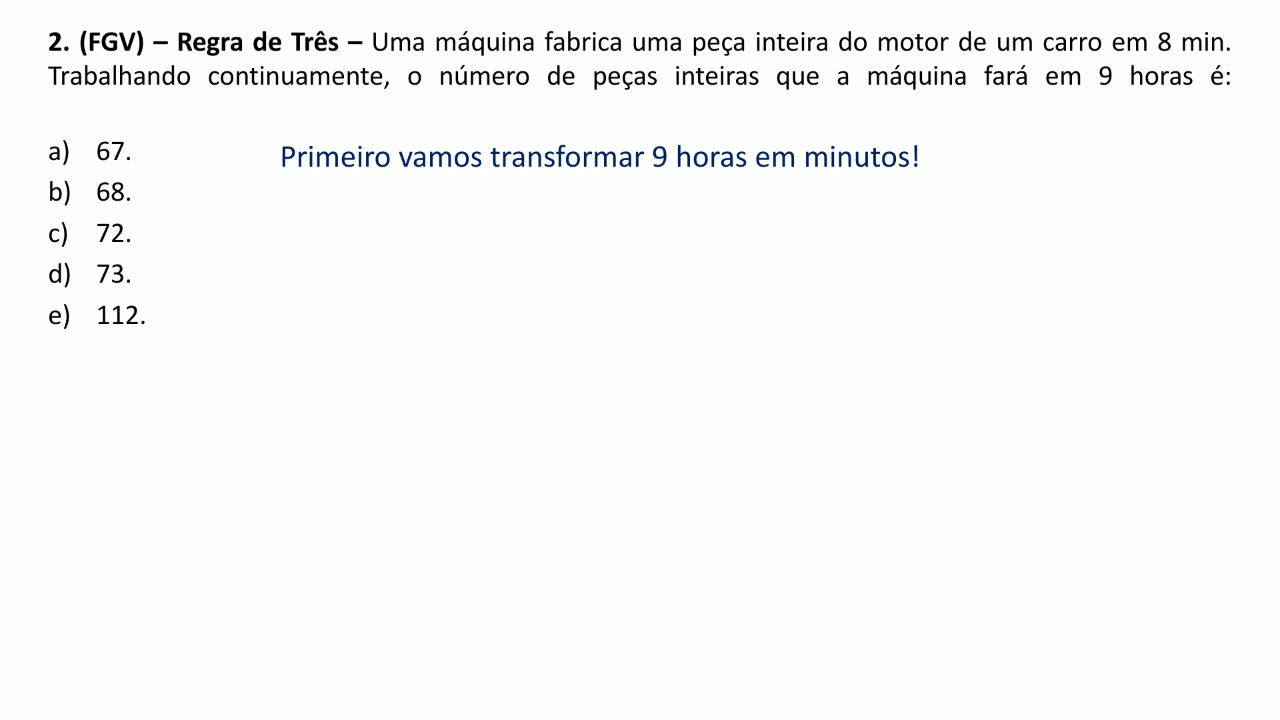 2. (FGV) – Regra de Três – Uma máquina fabrica uma peça inteira do motor de um carro em 8 min.
Trabalhando continuamente, o número de peças inteiras que a máquina fará em 9 horas é:
a) 67.
Primeiro vamos transformar 9 horas em minutos!
b) 68.
c) 72.
d) 73.
e) 112.